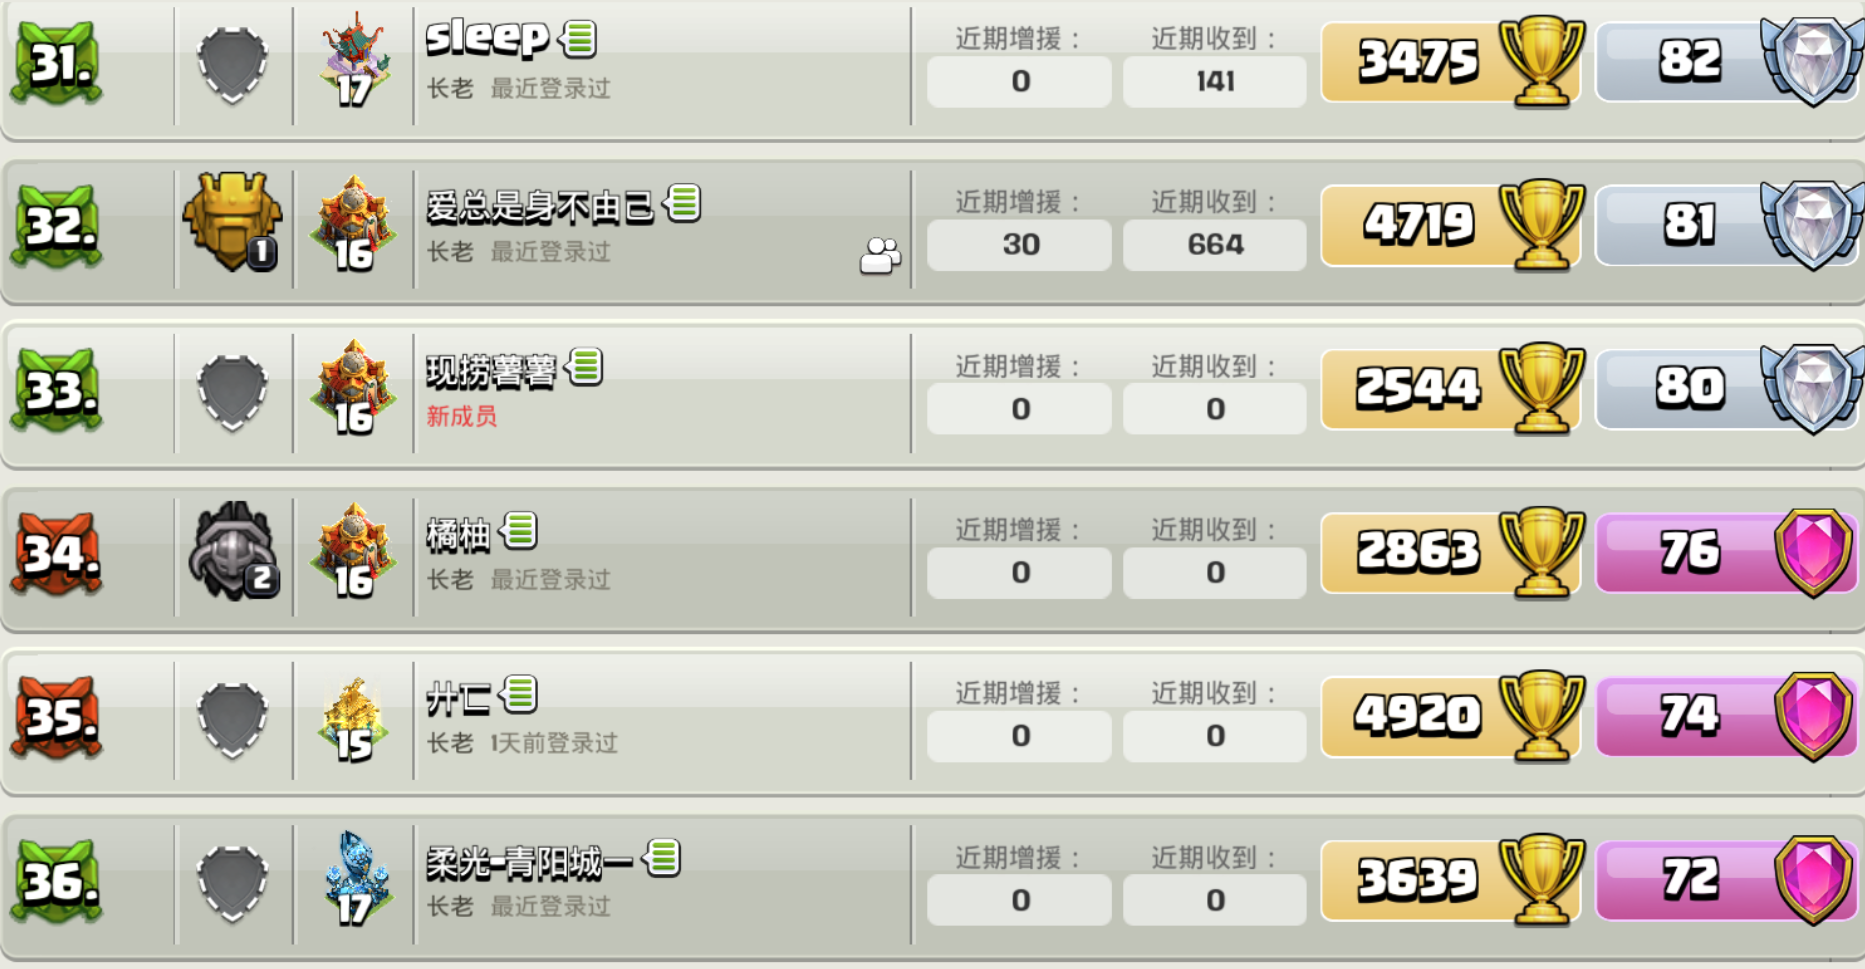 31.
17
sleep
长老 最近登录过
近期增援：
0
近期收到：
141
3475
82
32.
1
16
爱总是身不由己
长老 最近登录过
近期增援：
30
近期收到：
664
4719
81
33.
16
现捞薯薯
新成员
近期增援：
0
近期收到：
0
2544
80
34.
2
16
橘柚
长老 最近登录过
近期增援：
0
近期收到：
0
2863
76
35.
15
廾匸
长老 1天前登录过
近期增援：
0
近期收到：
0
4920
74
36.
17
柔光-青阳城一
长老 最近登录过
近期增援：
0
近期收到：
0
3639
72